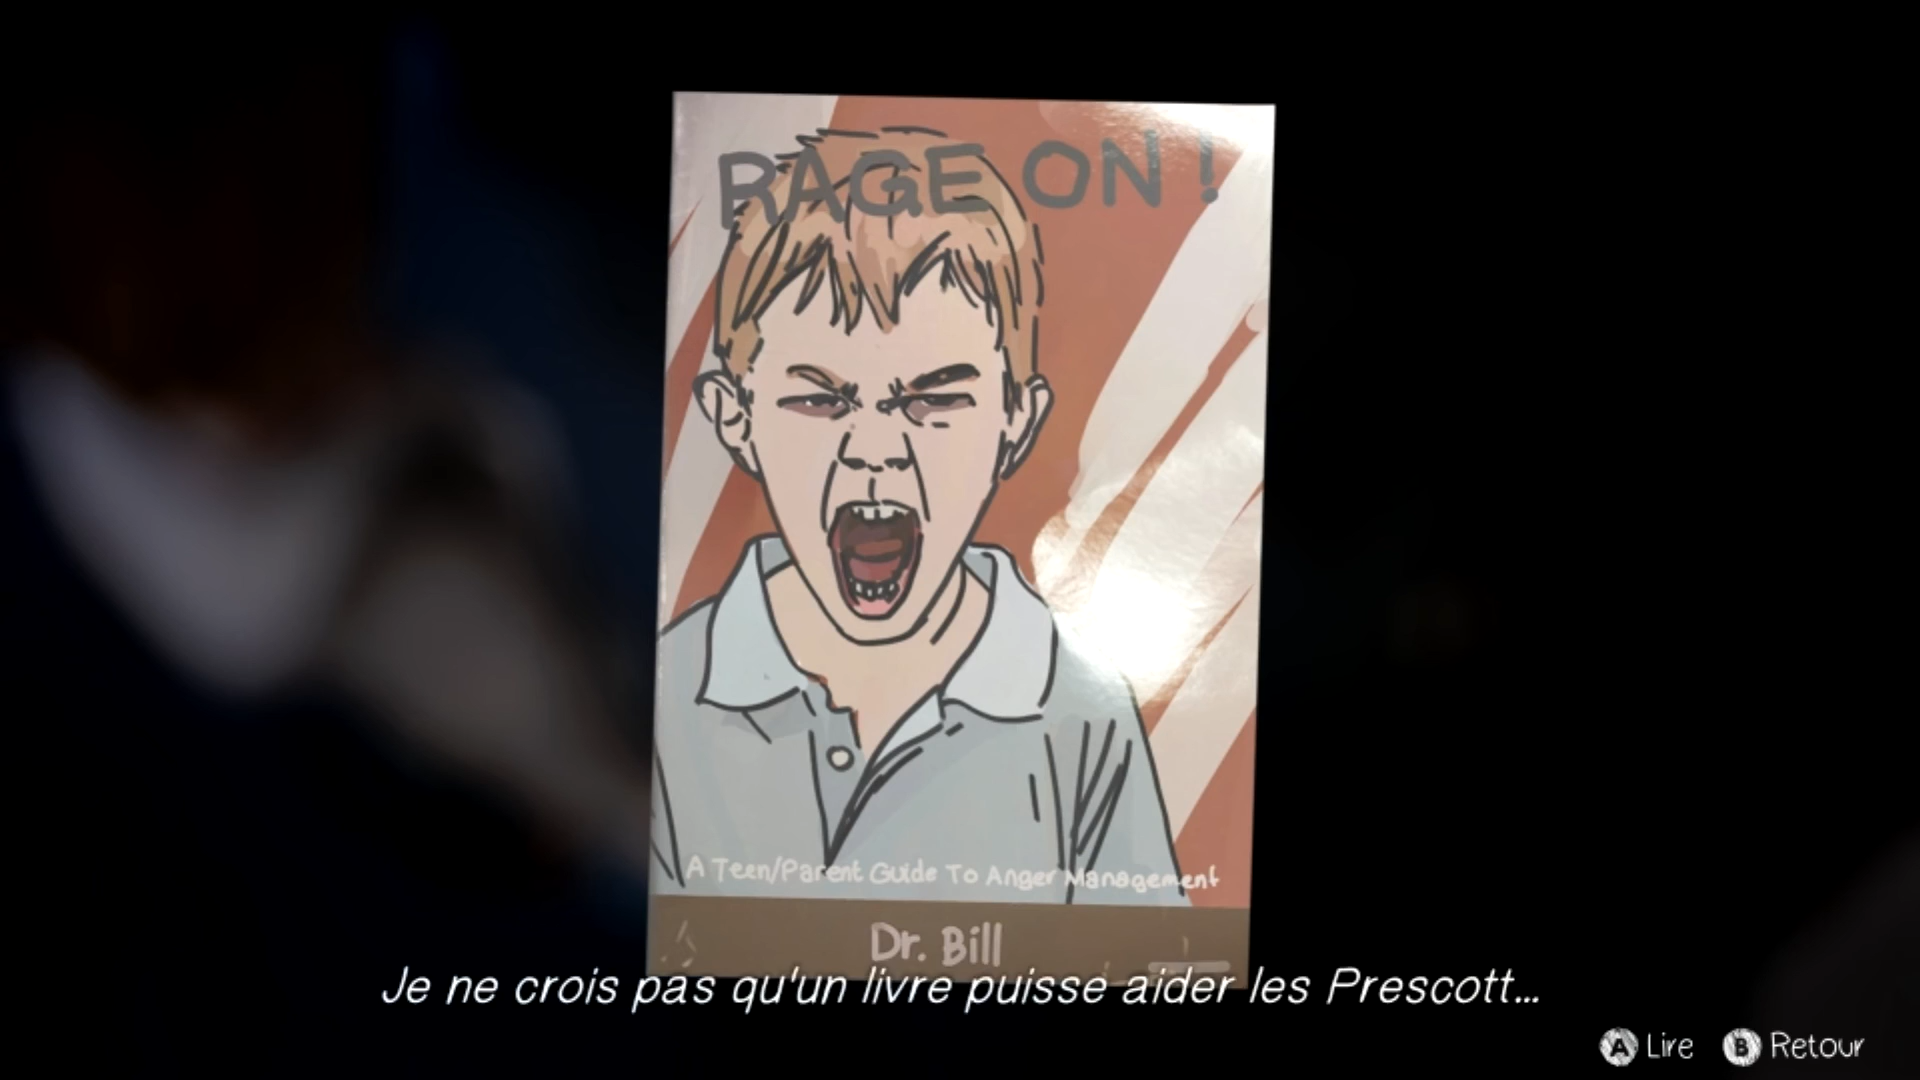 RAGE ON !
A Teen/Parent Guide To Anger Management
Dr. Bill
Je ne crois pas qu'un livre puisse aider les Prescott...
A Lire B Retour